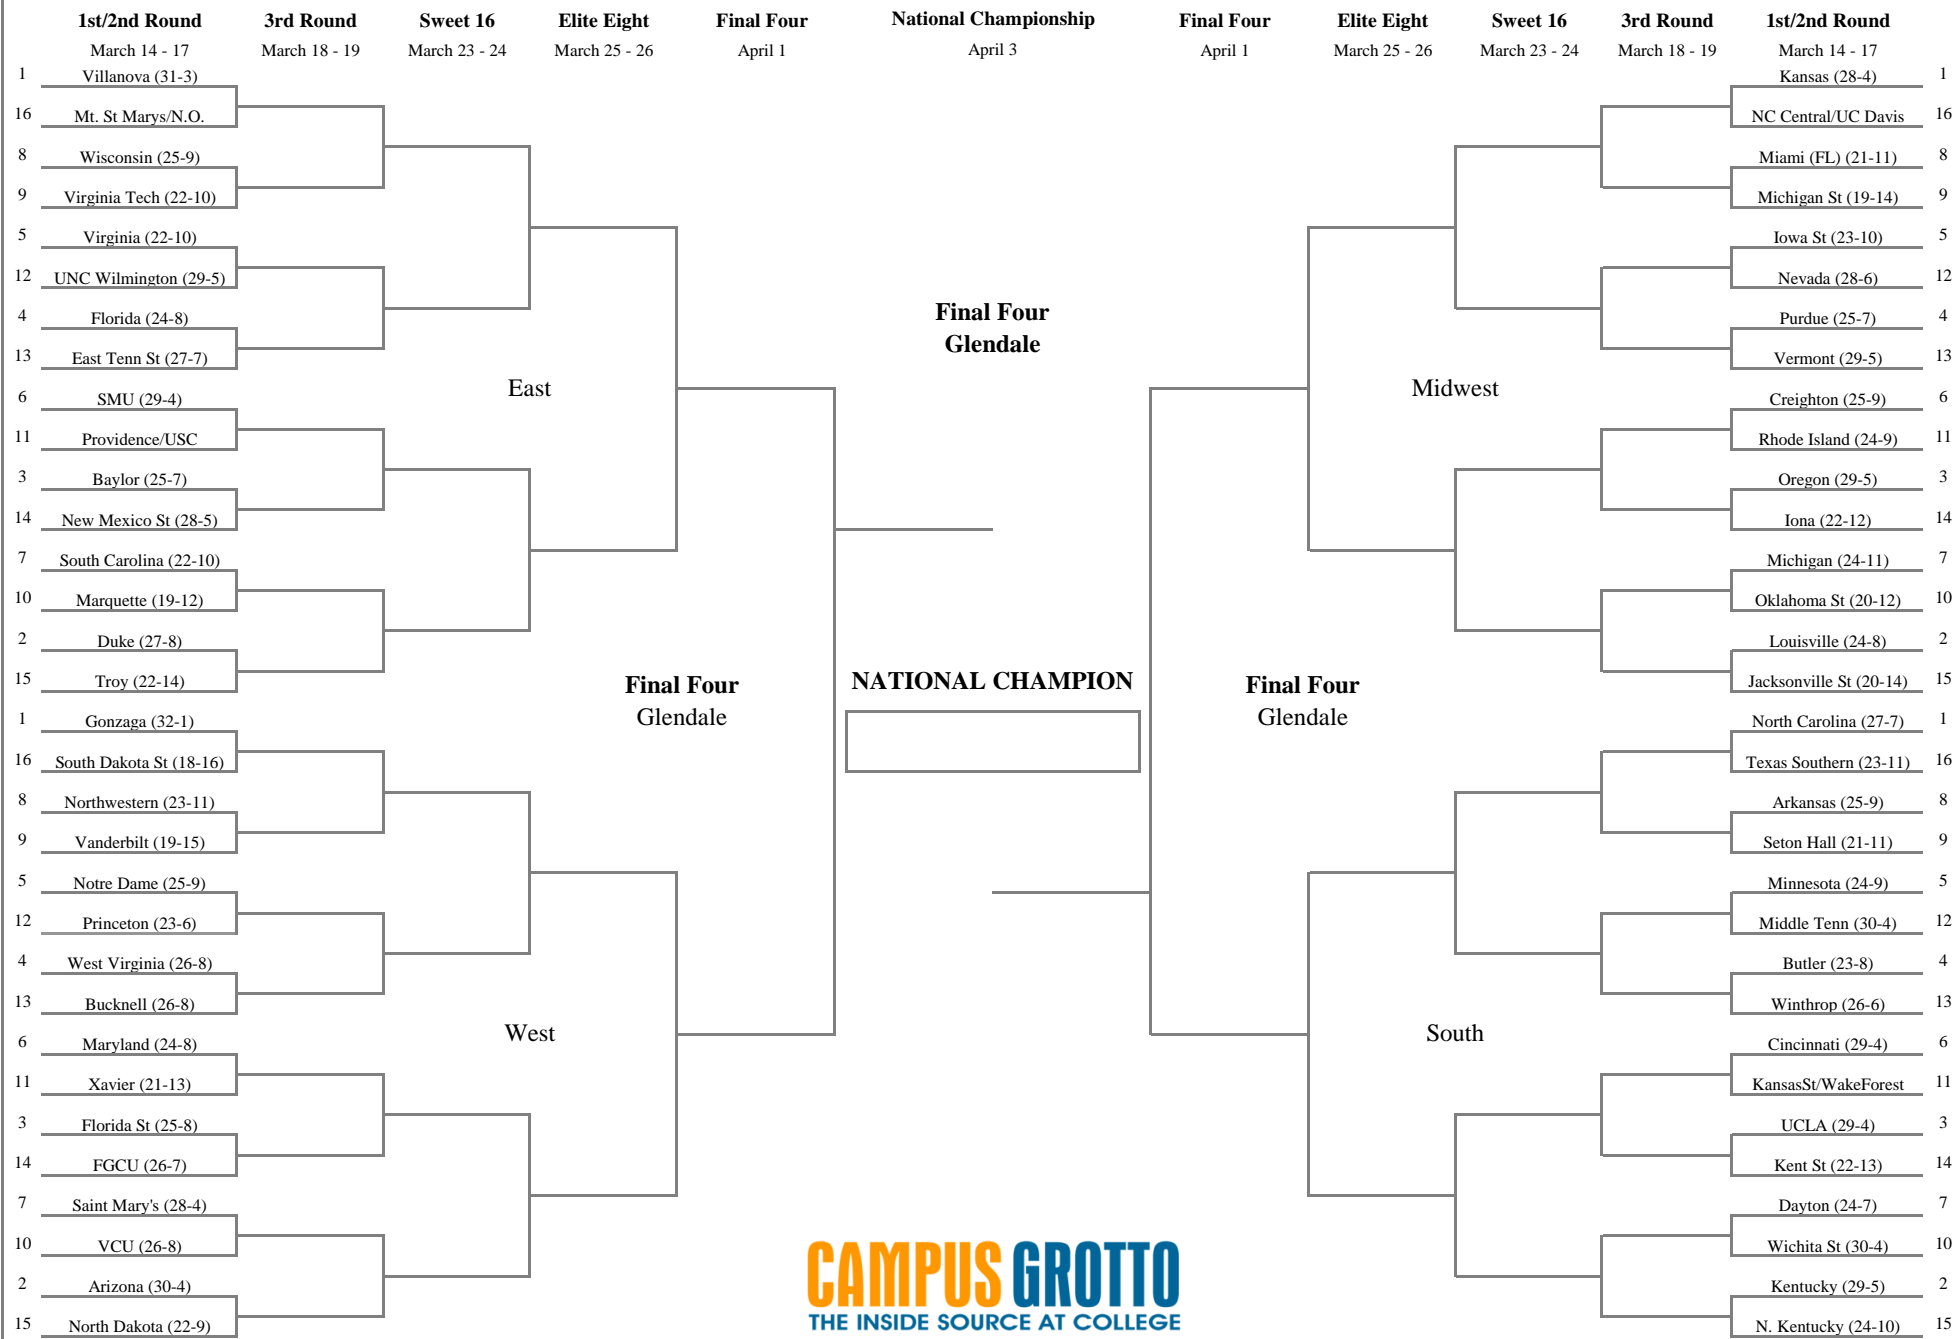 1st/2nd Round 3rd Round Sweet 16 Elite Eight Final Four National Championship Final Four Elite Eight Sweet 16 3rd Round 1st/2nd Round
March 14 - 17 March 18 - 19 March 23 - 24 March 25 - 26 April 1 April 3 April 1 March 25 - 26 March 23 - 24 March 18 - 19 March 14 - 17
1 Villanova (31-3) Kansas (28-4) 1
16 Mt. St Marys/N.O. NC Central/UC Davis 16
8 Wisconsin (25-9) Miami (FL) (21-11) 8
9 Virginia Tech (22-10) Michigan St (19-14) 9
5 Virginia (22-10) Iowa St (23-10) 5
12 UNC Wilmington (29-5) Nevada (28-6) 12
Final Four
4 Florida (24-8) Purdue (25-7) 4
Glendale
13 East Tenn St (27-7) Vermont (29-5) 13
East Midwest
6 SMU (29-4) Creighton (25-9) 6
11 Providence/USC Rhode Island (24-9) 11
3 Baylor (25-7) Oregon (29-5) 3
14 New Mexico St (28-5) Iona (22-12) 14
7 South Carolina (22-10) Michigan (24-11) 7
10 Marquette (19-12) Oklahoma St (20-12) 10
2 Duke (27-8) Louisville (24-8) 2
15 Troy (22-14) Final Four NATIONAL CHAMPION Final Four Jacksonville St (20-14) 15
1 Gonzaga (32-1) Glendale Glendale North Carolina (27-7) 1
16 South Dakota St (18-16) Texas Southern (23-11) 16
8 Northwestern (23-11) Arkansas (25-9) 8
9 Vanderbilt (19-15) Seton Hall (21-11) 9
5 Notre Dame (25-9) Minnesota (24-9) 5
12 Princeton (23-6) Middle Tenn (30-4) 12
4 West Virginia (26-8) Butler (23-8) 4
13 Bucknell (26-8) Winthrop (26-6) 13
West South
6 Maryland (24-8) Cincinnati (29-4) 6
11 Xavier (21-13) KansasSt/WakeForest 11
3 Florida St (25-8) UCLA (29-4) 3
14 FGCU (26-7) Kent St (22-13) 14
7 Saint Mary's (28-4) Dayton (24-7) 7
10 VCU (26-8) Wichita St (30-4) 10
CAMPUS GROTTO
2 Arizona (30-4) Kentucky (29-5) 2
THE INSIDE SOURCE AT COLLEGE
15 North Dakota (22-9) N. Kentucky (24-10) 15